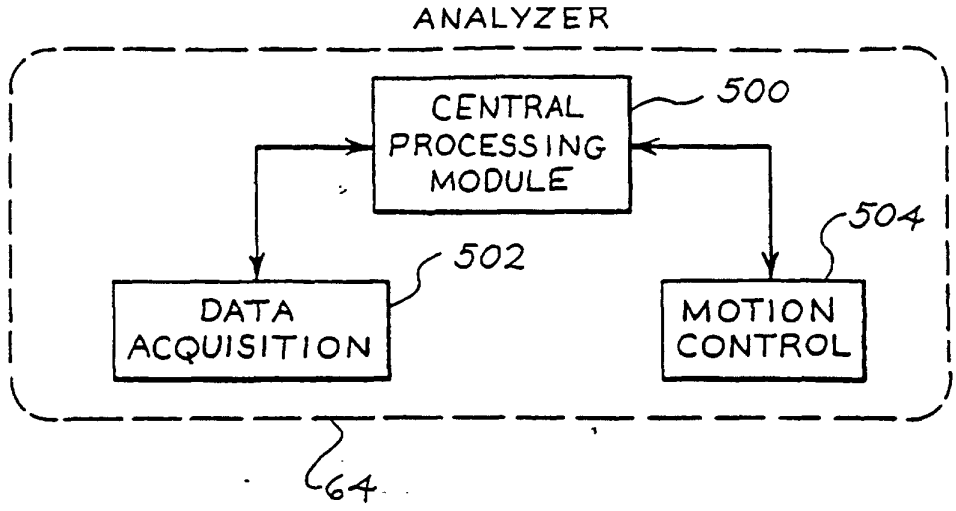 ANALYZER
CENTRAL
PROCESSING
MODULE
500
504
502
DATA
ACQUISITION
MOTION
CONTROL
64